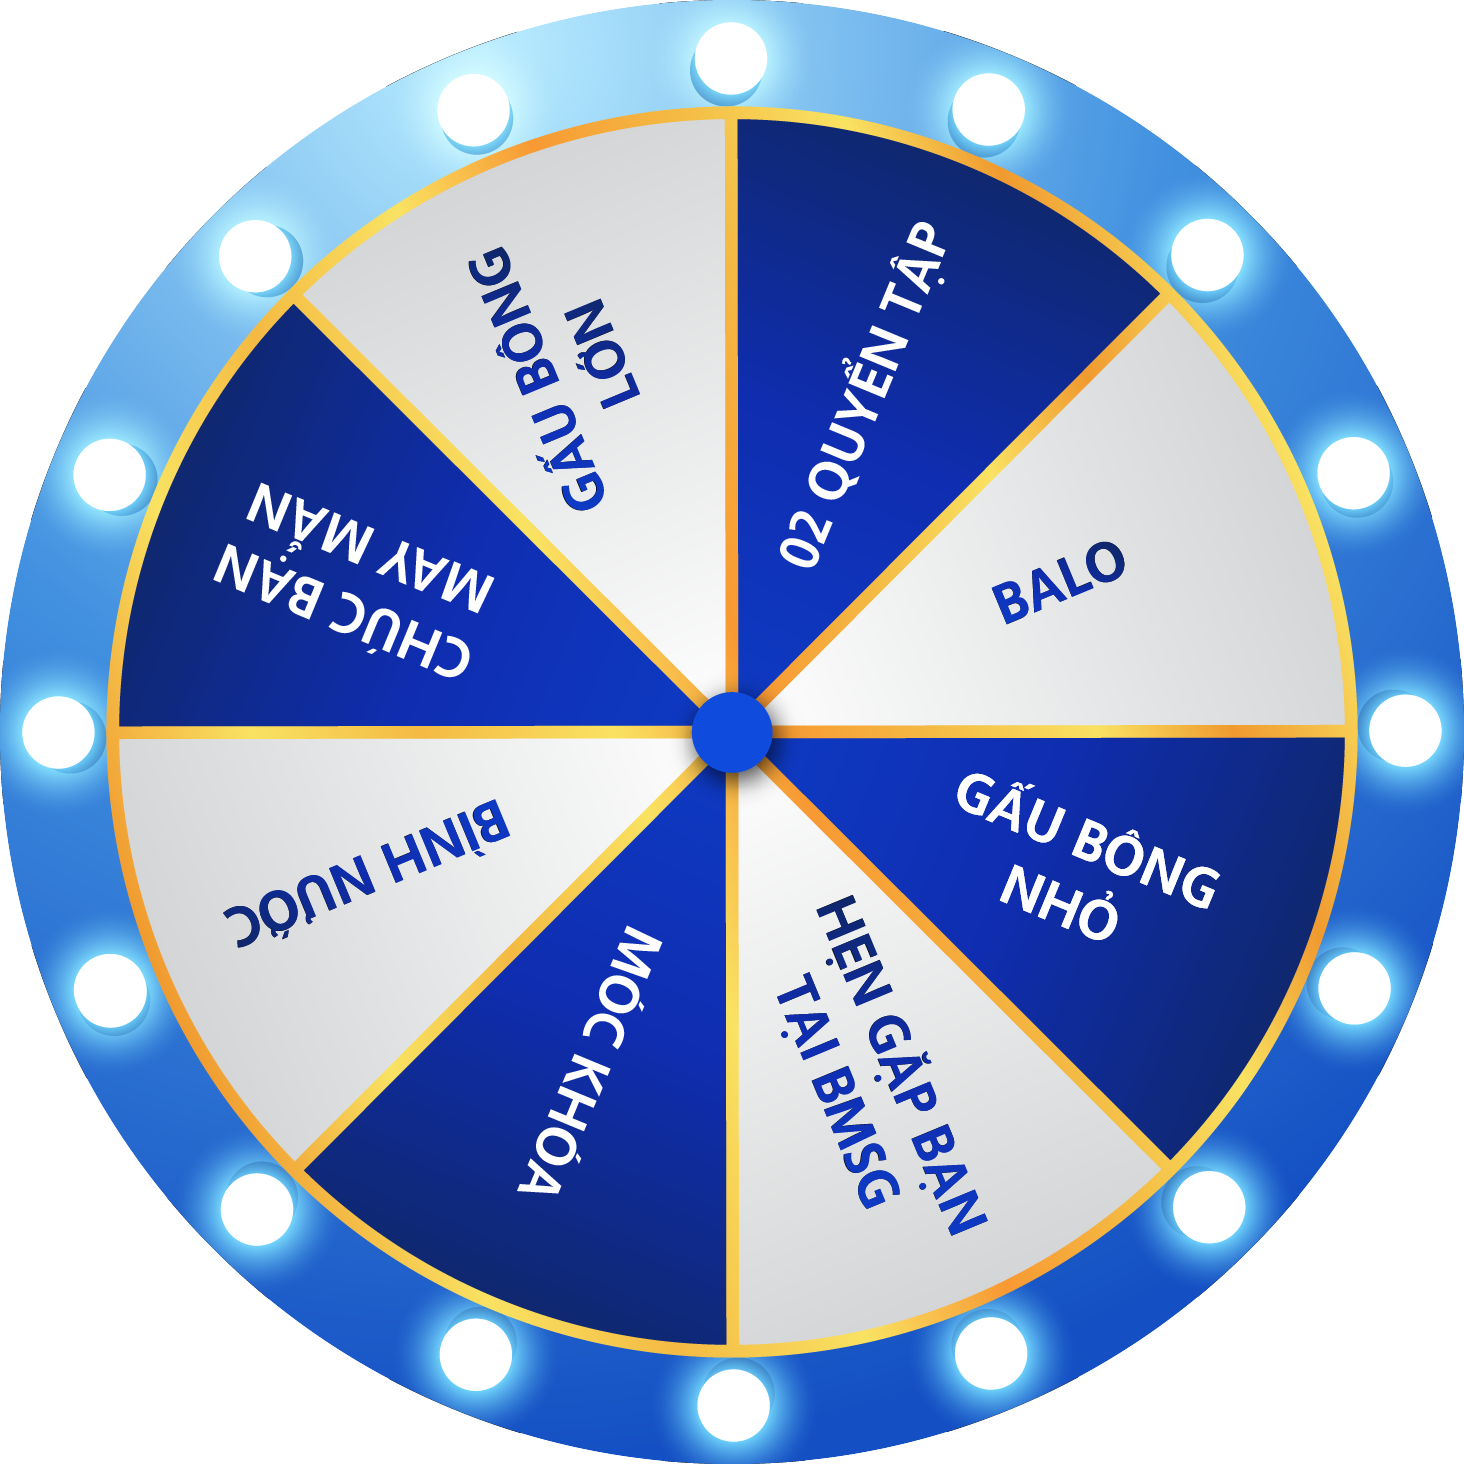 02 QUYỂN TẬP
BALO
GẤU BÔNG
NHỎ
HẸN GẶP BẠN
TẠI BMSG
MÓC KHÓA
BÌNH NƯỚC
CHÚC BẠN
MAY MẮN
GẤU BÔNG
LỚN